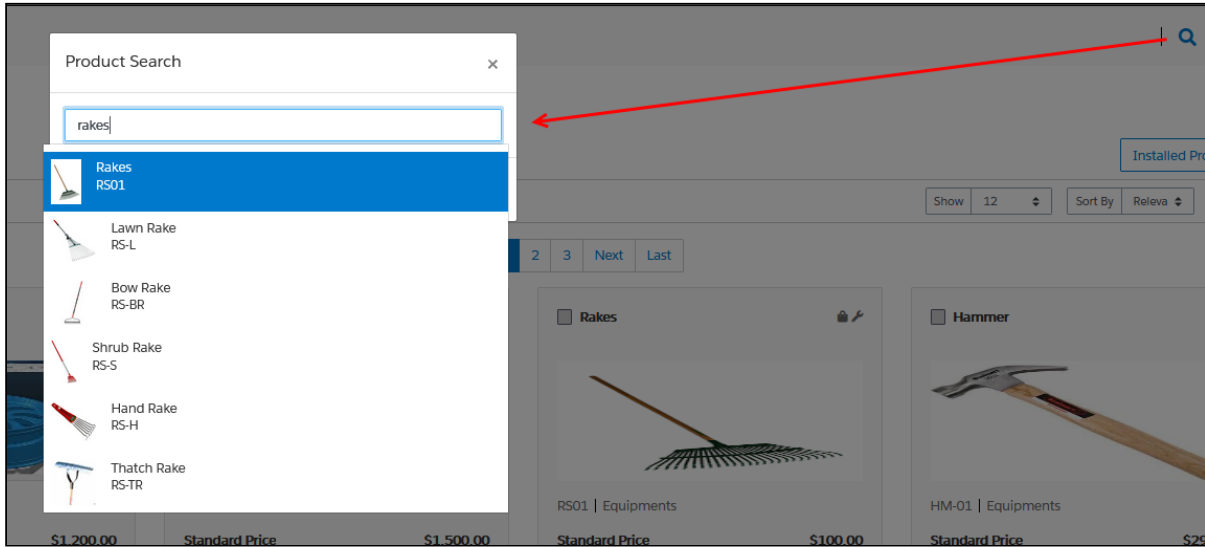 Product Search ×
rakes
Rakes
RS01
Lawn Rake
RS-L
Bow Rake
RS-BR
Shrub Rake
RS-S
Hand Rake
RS-H
Thatch Rake
RS-TR
Installed
Show 12
Sort By Releva
2 3 Next Last
Rakes
Hammer
RS01 | Equipments
HM-01 | Equipments
$1,200.00
Standard Price $1,500.00
Standard Price $100.00
Standard Price